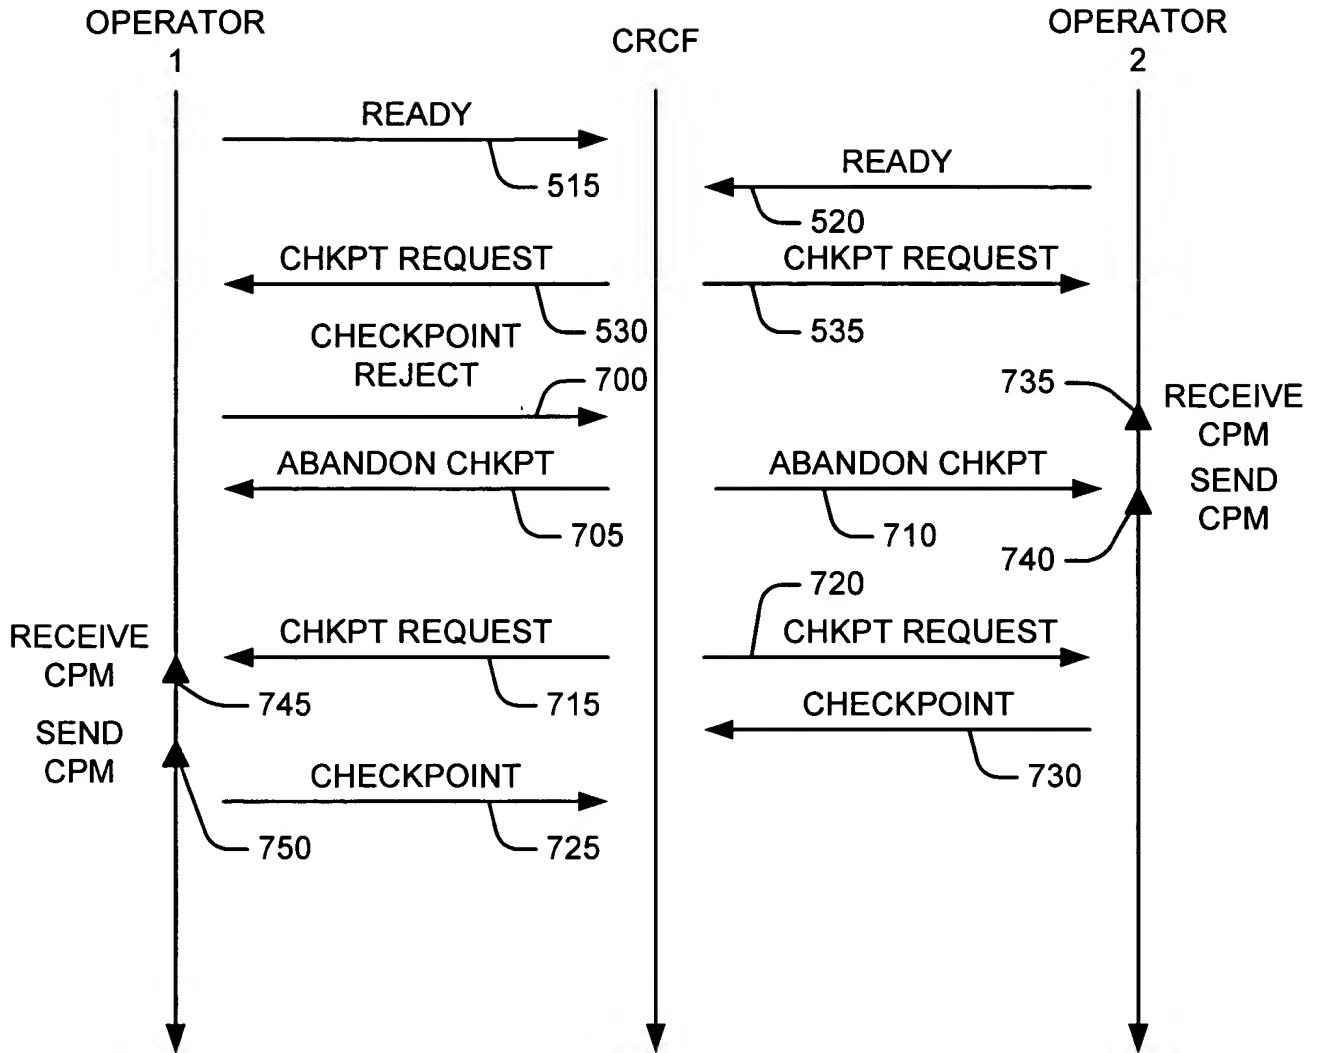 OPERATOR
1
CRCF
OPERATOR
2
READY
515
READY
520
CHKPT REQUEST
530
CHKPT REQUEST
535
CHECKPOINT
REJECT
700
735
RECEIVE
CPM
ABANDON CHKPT
705
ABANDON CHKPT
710
SEND
CPM
740
720
CHKPT REQUEST
715
CHKPT REQUEST
RECEIVE
CPM
745
CHECKPOINT
730
SEND
CPM
750
CHECKPOINT
725